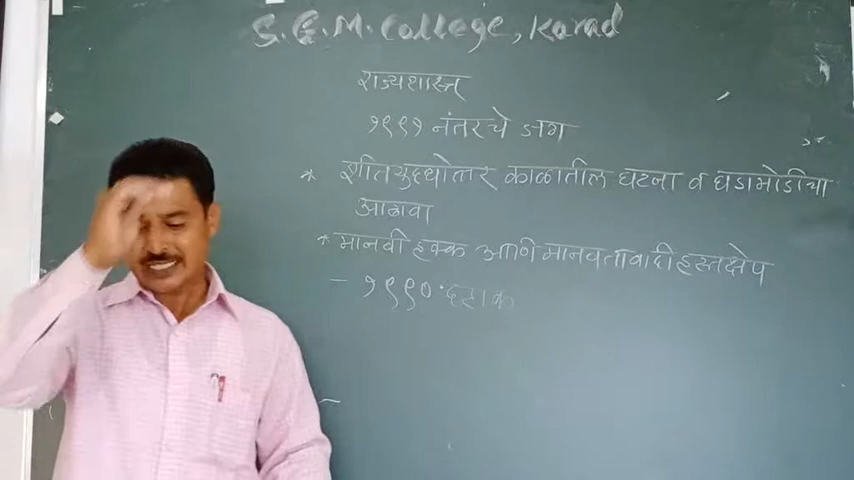 S.G.M. College, Karad
राज्यशास्त्र
१९९१ नंतरचे जग
* शीतयुद्धोत्तर काळातील घटना व घडामोडींचा
आढावा
* मानवी हक्क आणि मानवतावादी हस्तक्षेप
- १९९० दशक